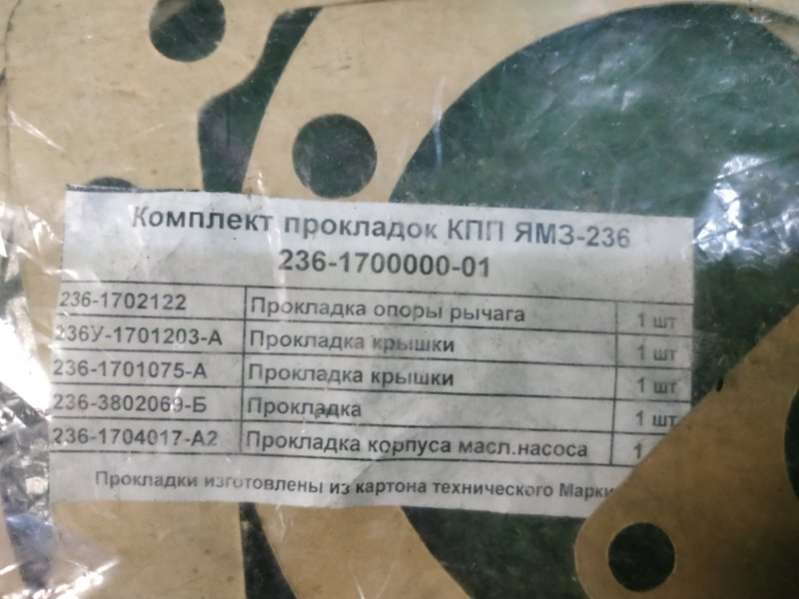 Комплект прокладок КПП ЯМЗ-236
236-1700000-01
236-1702122 Прокладка опоры рычага 1 шт
236У-1701203-А Прокладка крышки 1 шт
236-1701075-А Прокладка крышки 1 шт
236-3802069-Б Прокладка 1 шт
236-1704017-А2 Прокладка корпуса масл.насоса 1
Прокладки изготовлены из картона технического Марки